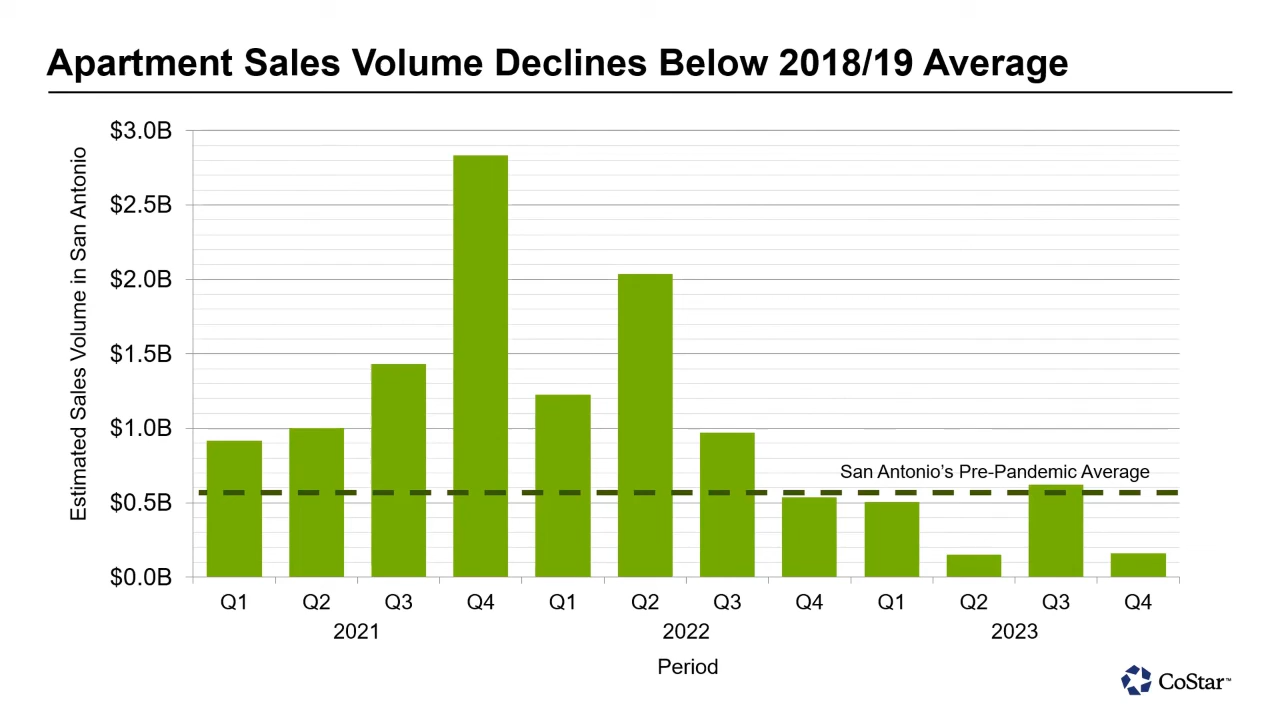 Apartment Sales Volume Declines Below 2018/19 Average
Estimated Sales Volume in San Antonio
$3.0B
$2.5B
$2.0B
$1.5B
$1.0B
$0.5B
$0.0B
San Antonio’s Pre-Pandemic Average
Q1 Q2 Q3 Q4 Q1 Q2 Q3 Q4 Q1 Q2 Q3 Q4
2021 2022 2023
Period
CoStar™